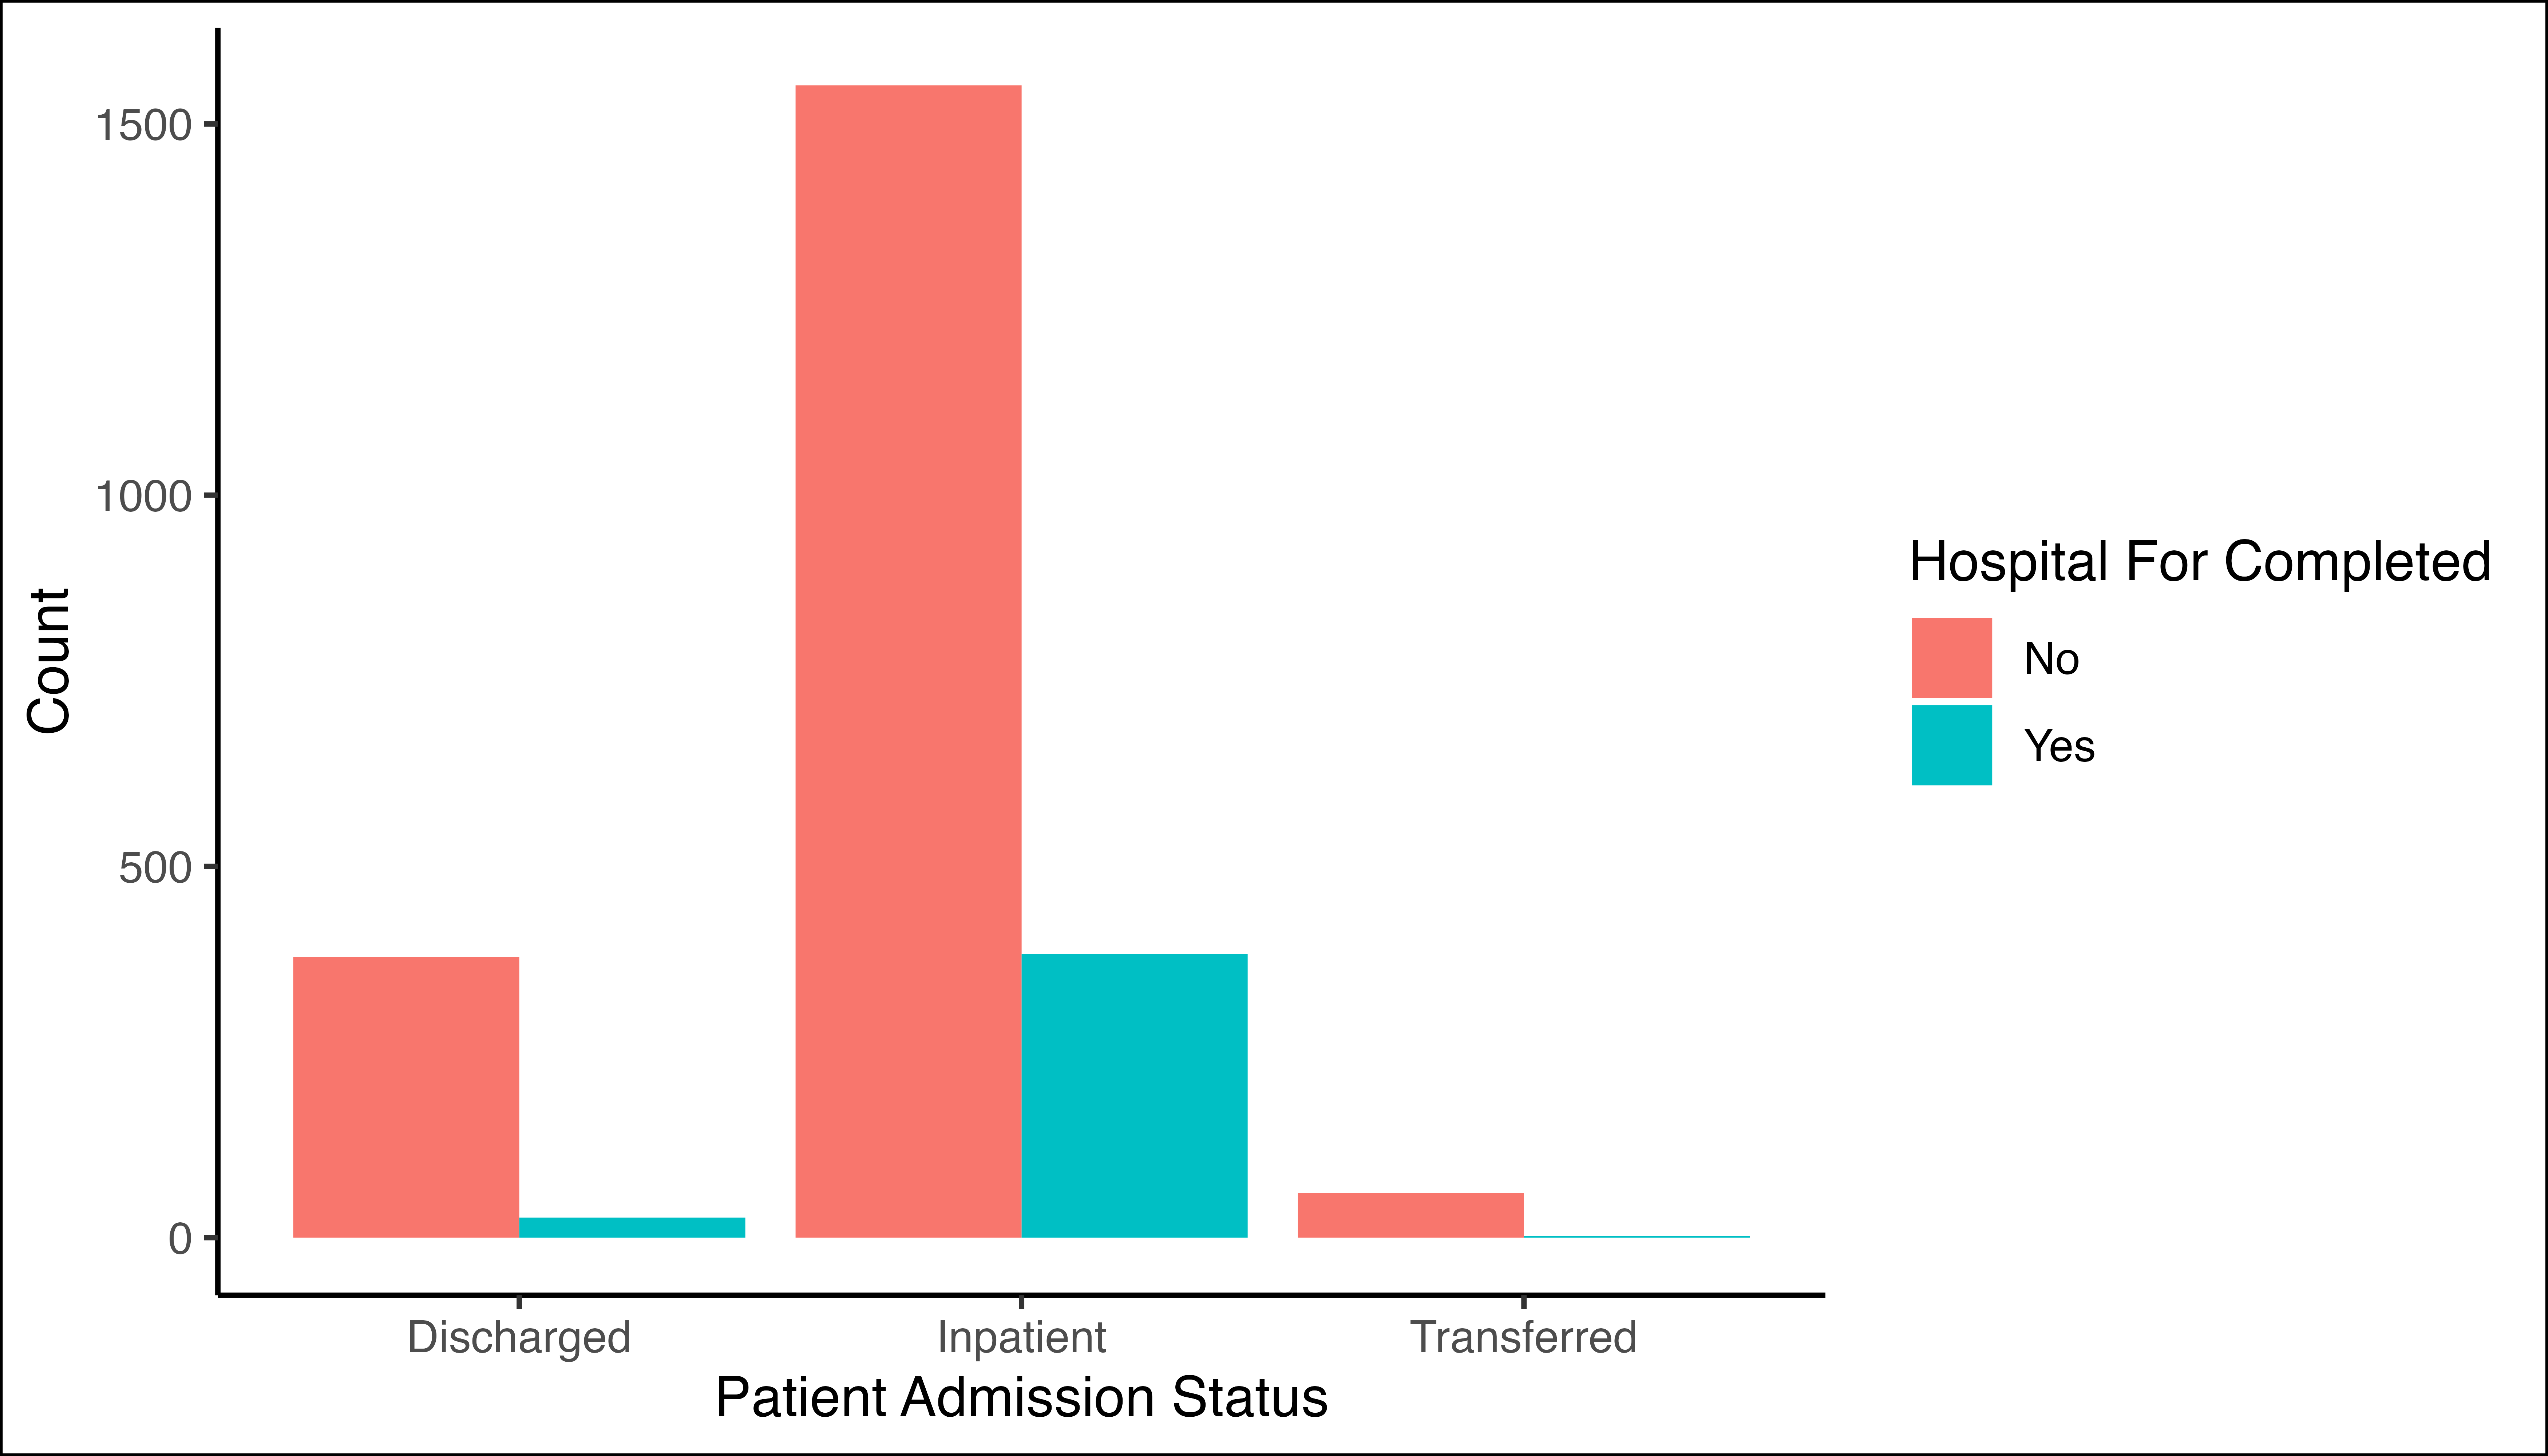 Count
1500
1000
500
0
Discharged
Inpatient
Transferred
Patient Admission Status
Hospital For Completed
No
Yes